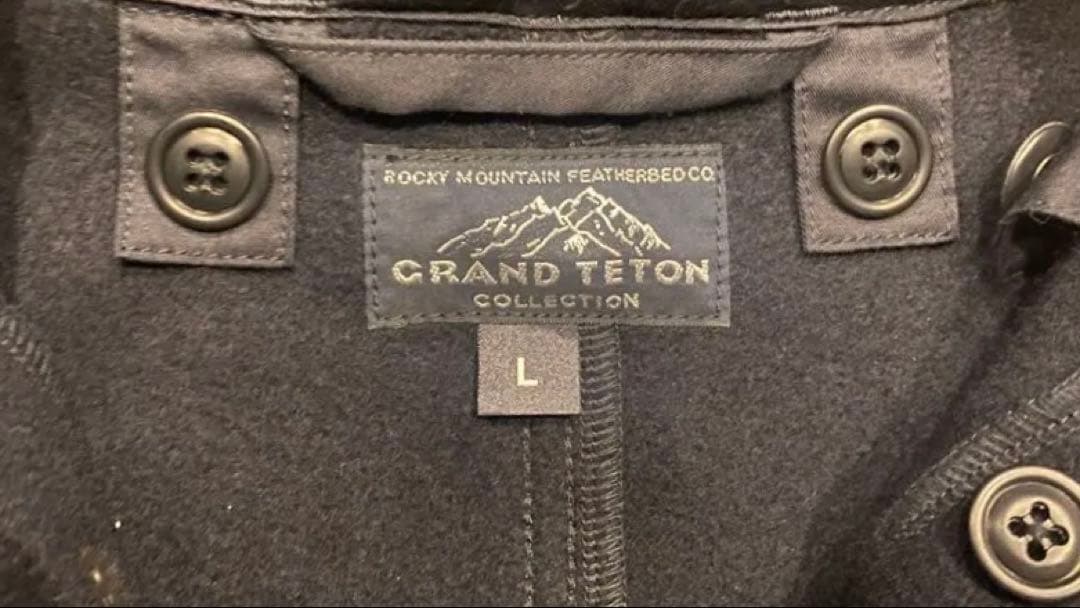 ROCKY MOUNTAIN FEATHERBED CO
GRAND TETON
COLLECTION
L